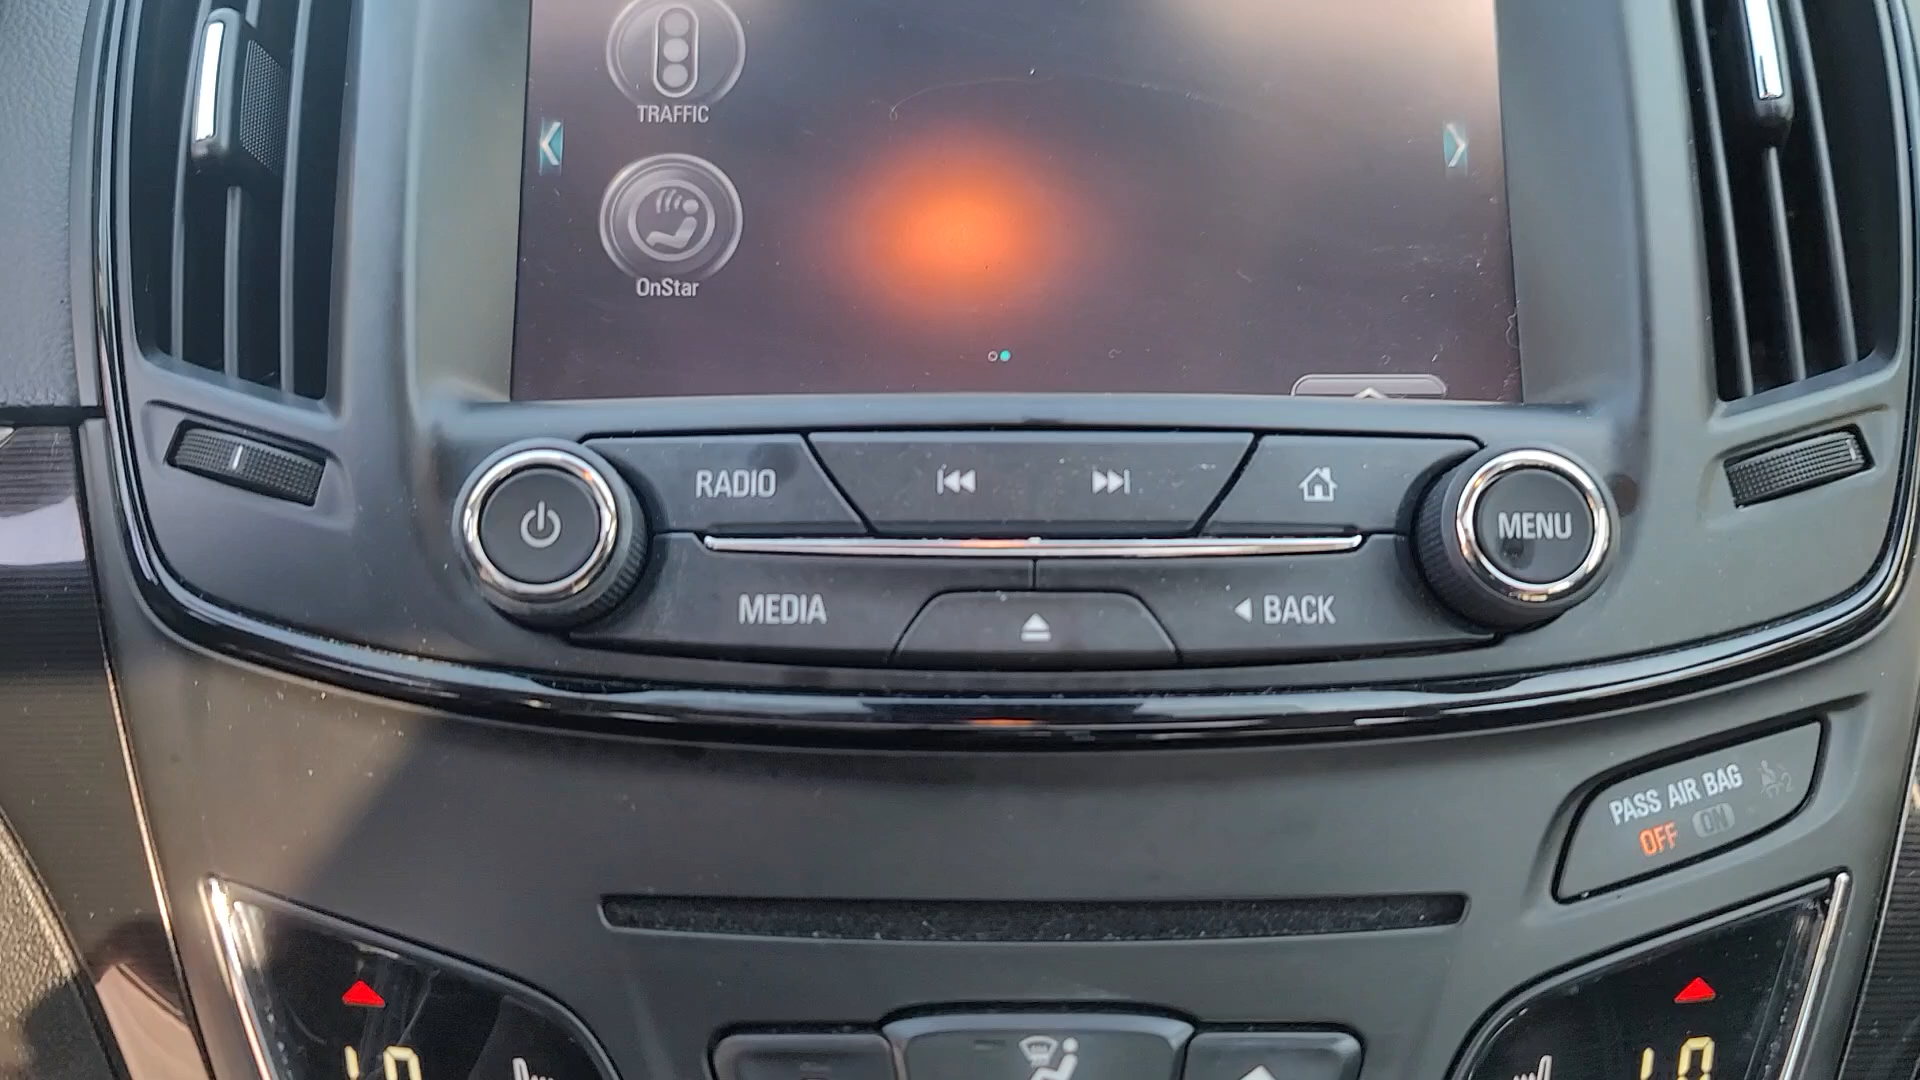 TRAFFIC
OnStar
RADIO
MENU
MEDIA
BACK
PASS AIR BAG
OFF ON